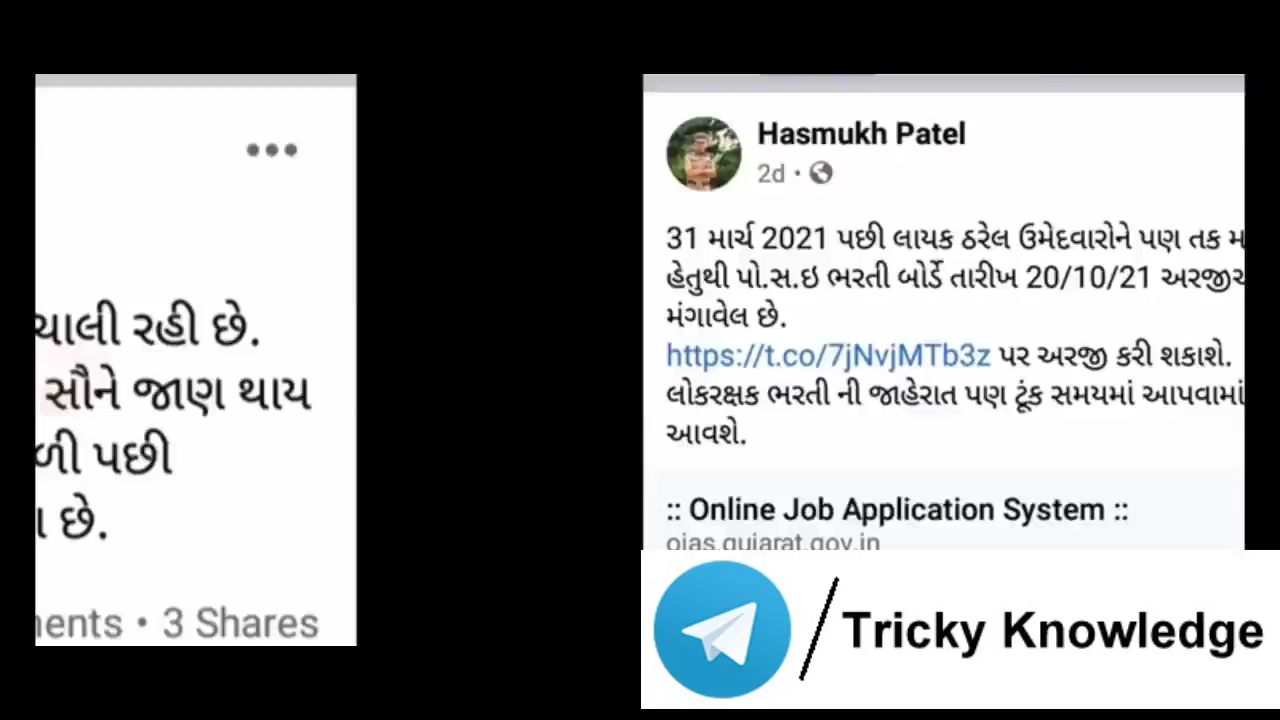 ચાલી રહી છે.
સૌને જાણ થાય
પછી
છે.
3 Shares
Hasmukh Patel
2d
31 માર્ચ 2021 પછી લાયક ઠરેલ ઉમેદવારોને પણ તક
હેતુથી પો.સ.ઇ ભરતી બોર્ડે તારીખ 20/10/21
મંગાવેલ છે.
https://t.co/7jNvjMTb3z પર અરજી કરી શકાશે.
લોકરક્ષક ભરતી ની જાહેરાત પણ ટૂંક સમયમાં આપવામાં
આવશે.
:: Online Job Application System ::
ojas.gujarat.gov.in
/ Tricky Knowledge